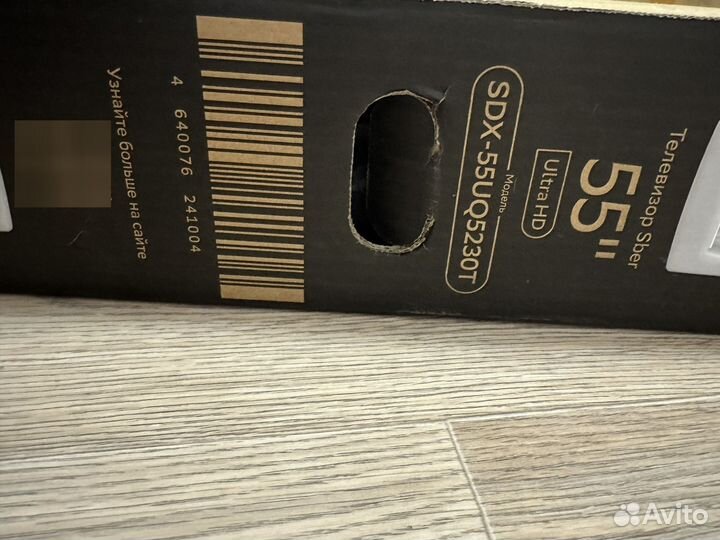 Телевизор Sber
55"
Ultra HD
Модель
SDX-55UQ5230T
4 640076 241004
Узнайте больше на сайте
Avito